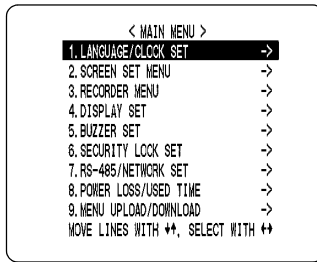 < MAIN MENU >
1. LANGUAGE/CLOCK SET ->
2. SCREEN SET MENU ->
3. RECORDER MENU ->
4. DISPLAY SET ->
5. BUZZER SET ->
6. SECURITY LOCK SET ->
7. RS-485/NETWORK SET ->
8. POWER LOSS/USED TIME ->
9. MENU UPLOAD/DOWNLOAD ->
MOVE LINES WITH ↓↑, SELECT WITH ←→